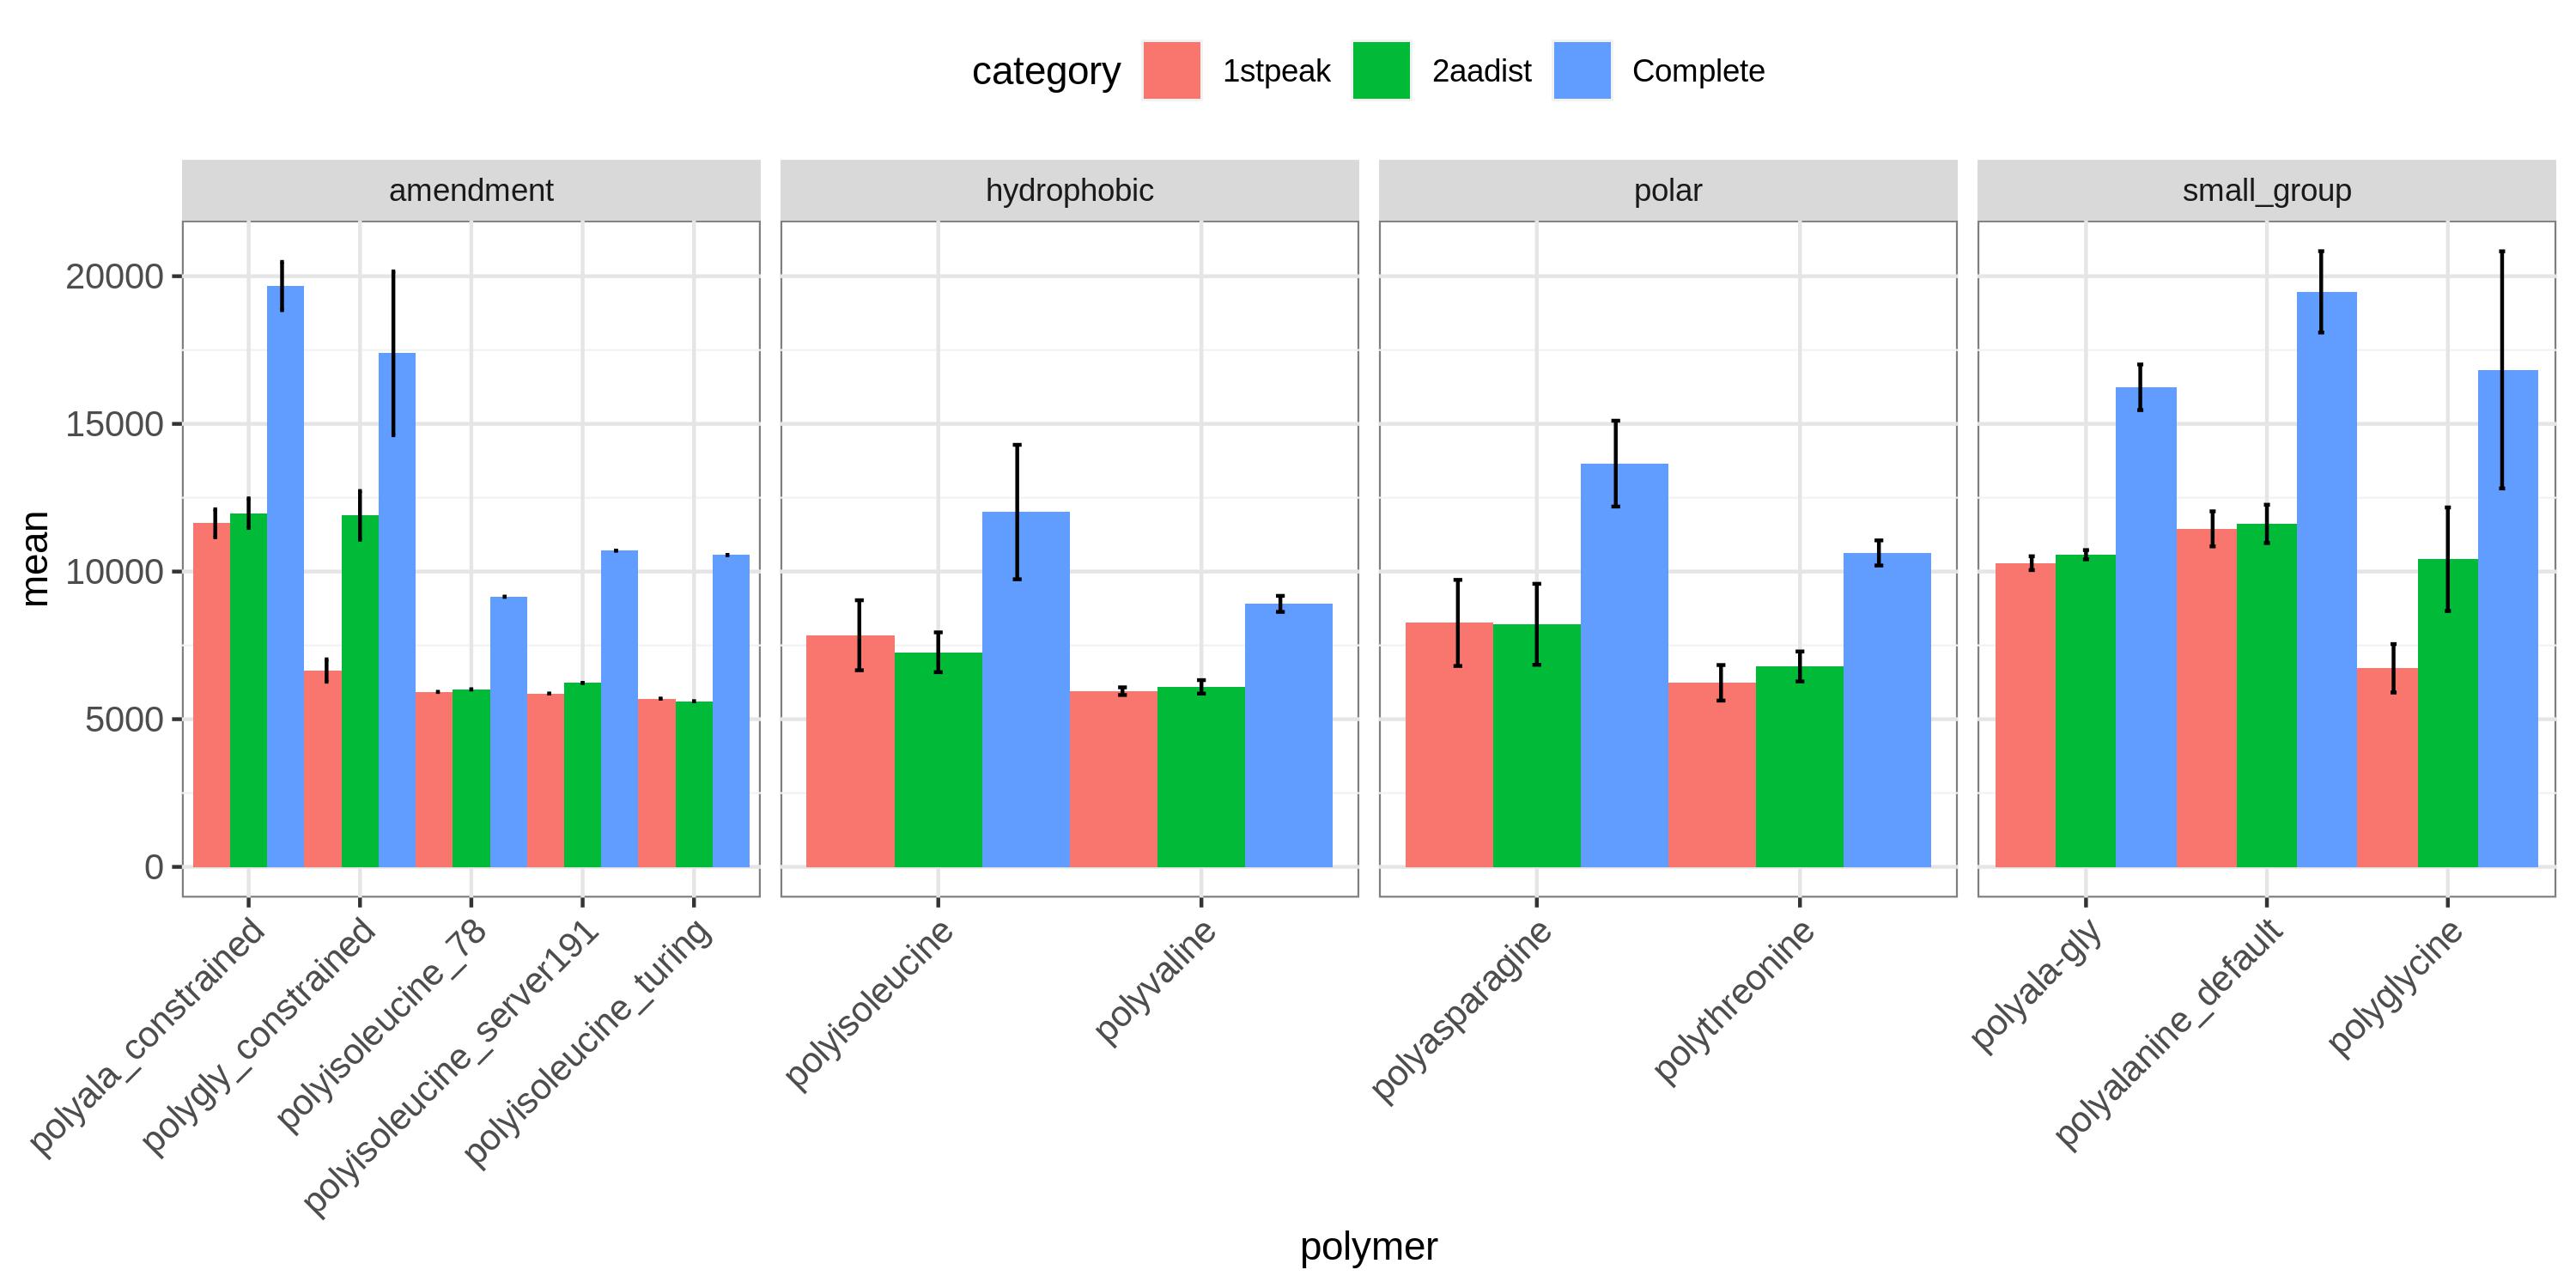 category 1stpeak 2aadist Complete
amendment hydrophobic polar small_group
20000
15000
10000
5000
0
mean
polyala_constrained
polygly_constrained
polyisoleucine_78
polyisoleucine_server191
polyisoleucine_turing
polyisoleucine
polyvaline
polyasparagine
polythreonine
polyala-gly
polyalanine_default
polyglycine
polymer